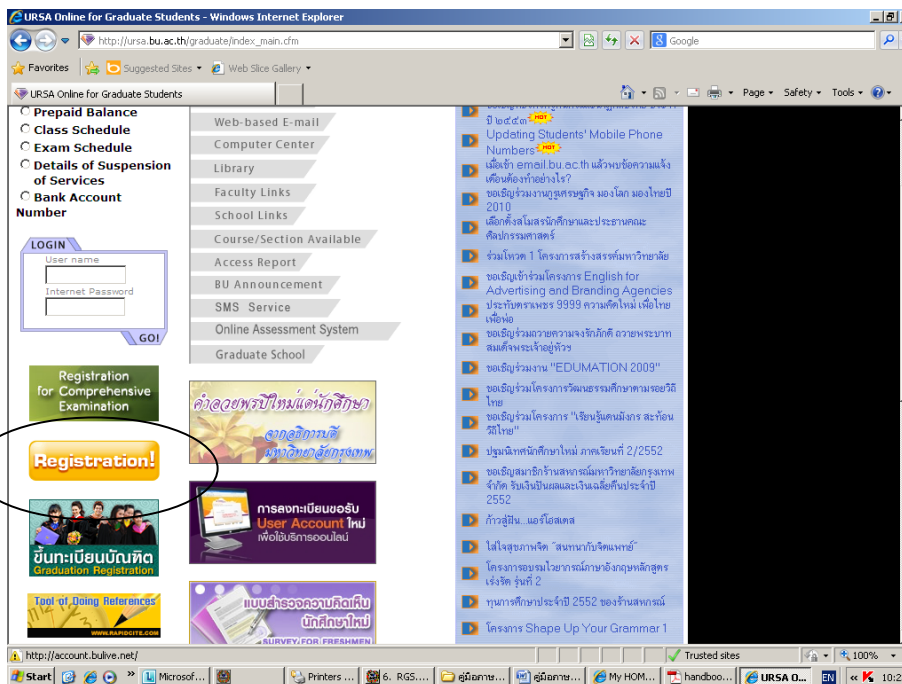 URSA Online for Graduate Students - Windows Internet Explorer
http://ursa.bu.ac.th/graduate/index_main.cfm
Google
Favorites
Suggested Sites
Web Slice Gallery
URSA Online for Graduate Students
Page
Safety
Tools
Prepaid Balance
Class Schedule
Exam Schedule
Details of Suspension
of Services
Bank Account
Number
LOGIN
User name
Internet Password
GO!
Registration
for Comprehensive
Examination
Registration!
ขึ้นทะเบียนบัณฑิต
Graduation Registration
Tool of Doing References
WWW.RAPIDCITE.COM
Web-based E-mail
Computer Center
Library
Faculty Links
School Links
Course/Section Available
Access Report
BU Announcement
SMS Service
Online Assessment System
Graduate School
คำอวยพรปีใหม่แด่นักศึกษา
จากอธิการบดี
มหาวิทยาลัยกรุงเทพ
การลงทะเบียนขอรับ
User Account ใหม่
เพื่อใช้บริการออนไลน์
แบบสำรวจความคิดเห็น
นักศึกษาใหม่
SURVEY FOR FRESHMEN
ปี ๒๕๕๓ HOT
Updating Students' Mobile Phone
Numbers HOT
เมื่อเข้า email.bu.ac.th แล้วพบข้อความแจ้ง
เตือนต้องทำอย่างไร?
ขอเชิญร่วมงานกูรูเศรษฐกิจ มองโลก มองไทยปี
2010
เลือกตั้งสโมสรนักศึกษาและประธานคณะ
ศิลปกรรมศาสตร์
ร่วมโหวต 1 โครงการสร้างสรรค์มหาวิทยาลัย
ขอเชิญเข้าร่วมโครงการ English for
Advertising and Branding Agencies
ประทับตราเพชร 9999 ความคิดใหม่ เพื่อไทย
เพื่อพ่อ
ขอเชิญร่วมถวายความจงรักภักดี ถวายพระบาท
สมเด็จพระเจ้าอยู่หัวฯ
ขอเชิญร่วมงาน "EDUMATION 2009"
ขอเชิญร่วมโครงการวัฒนธรรมศึกษาตามรอยวิถี
ไทย
ขอเชิญร่วมโครงการ "เรียนรู้แดนมังกร สะท้อน
วิถีไทย"
ปฐมนิเทศนักศึกษาใหม่ ภาคเรียนที่ 2/2552
ขอเชิญสมาชิกร้านสหกรณ์มหาวิทยาลัยกรุงเทพ
จำกัด รับเงินปันผลและเงินเฉลี่ยคืนประจำปี
2552
ก้าวสู่ฝัน...แอร์โฮสเตส
ใส่ใจสุขภาพจิต "สนทนากับจิตแพทย์"
โครงการอบรมไวยากรณ์ภาษาอังกฤษหลักสูตร
เร่งรัด รุ่นที่ 2
ทุนการศึกษาประจำปี 2552 ของร้านสหกรณ์
โครงการ Shape Up Your Grammar 1
http://account.bulive.net/
Trusted sites
100%
Start
Microsof...
Printers ...
6. RGS....
คู่มือภาษ...
คู่มือภาษ...
My HOM...
handboo...
URSA O...
EN
10:2